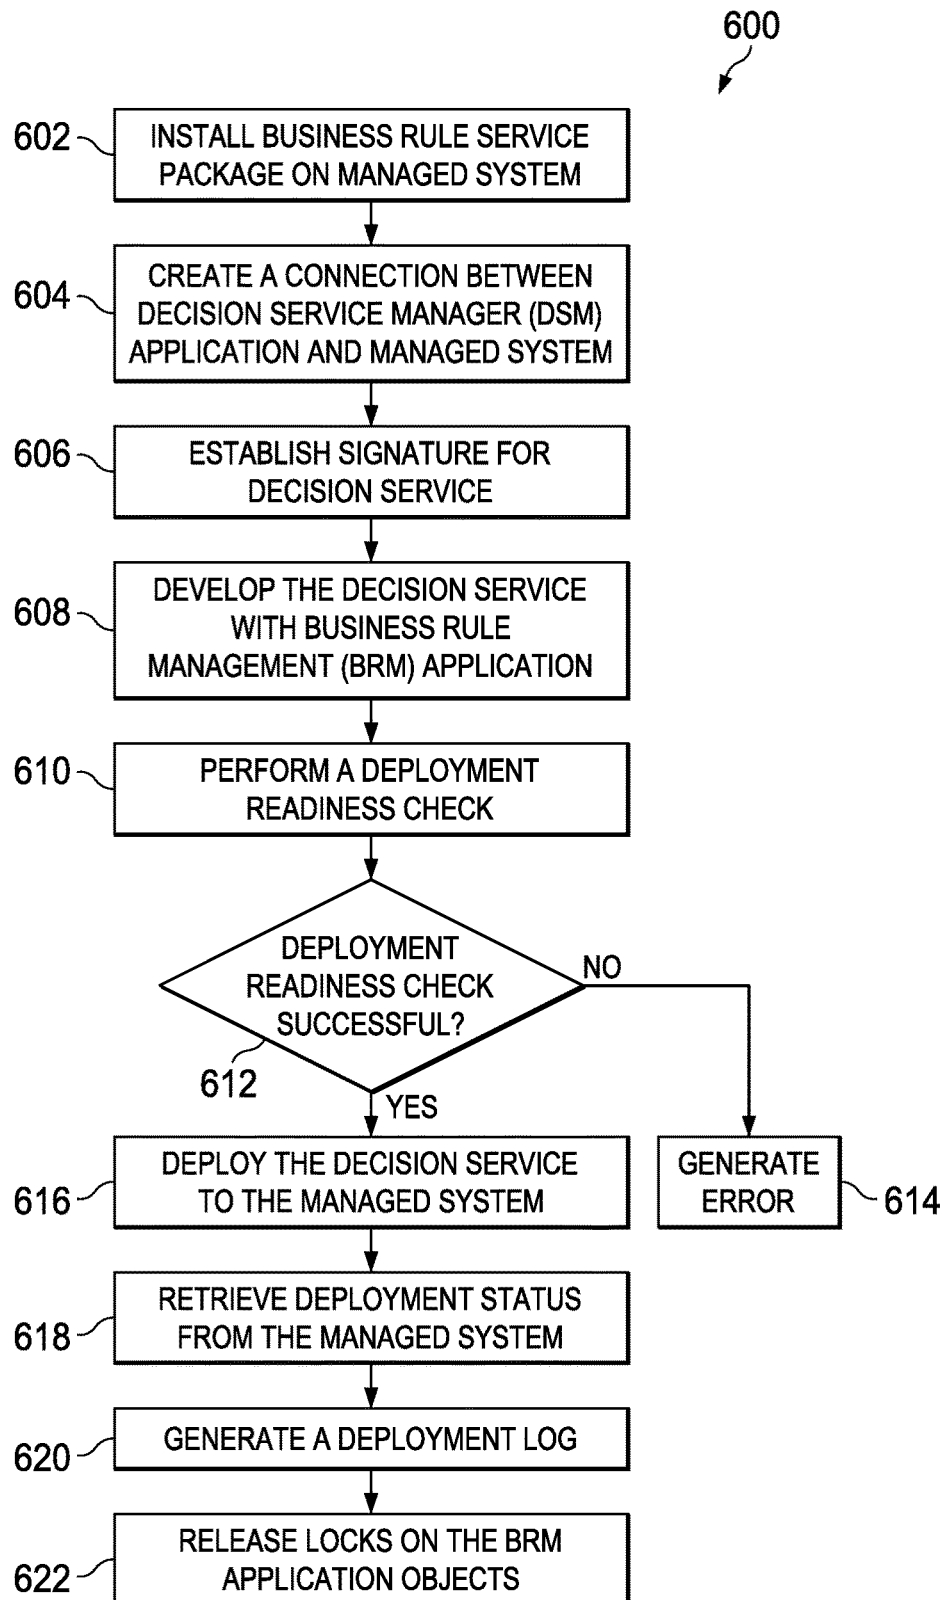 600
602
INSTALL BUSINESS RULE SERVICE
PACKAGE ON MANAGED SYSTEM
604
CREATE A CONNECTION BETWEEN
DECISION SERVICE MANAGER (DSM)
APPLICATION AND MANAGED SYSTEM
606
ESTABLISH SIGNATURE FOR
DECISION SERVICE
608
DEVELOP THE DECISION SERVICE
WITH BUSINESS RULE
MANAGEMENT (BRM) APPLICATION
610
PERFORM A DEPLOYMENT
READINESS CHECK
DEPLOYMENT
READINESS CHECK
SUCCESSFUL?
NO
612
YES
616
DEPLOY THE DECISION SERVICE
TO THE MANAGED SYSTEM
GENERATE
ERROR
614
618
RETRIEVE DEPLOYMENT STATUS
FROM THE MANAGED SYSTEM
620
GENERATE A DEPLOYMENT LOG
622
RELEASE LOCKS ON THE BRM
APPLICATION OBJECTS